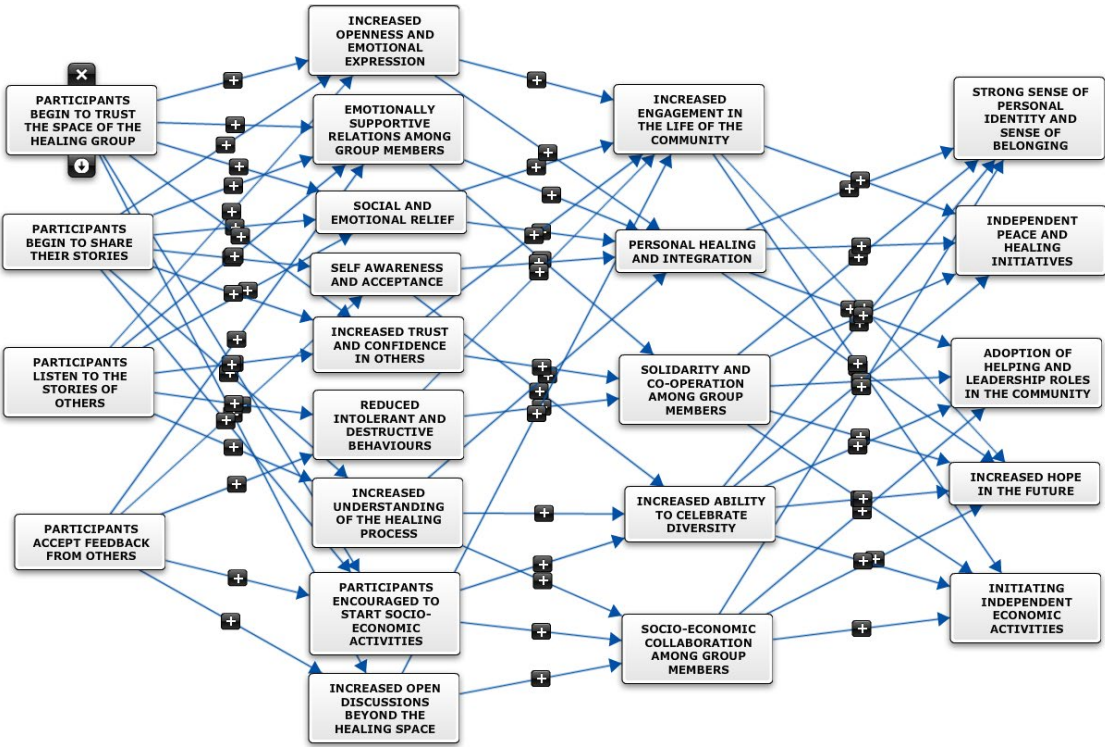 PARTICIPANTS
BEGIN TO TRUST
THE SPACE OF THE
HEALING GROUP
PARTICIPANTS
BEGIN TO SHARE
THEIR STORIES
PARTICIPANTS
LISTEN TO THE
STORIES OF
OTHERS
PARTICIPANTS
ACCEPT FEEDBACK
FROM OTHERS
INCREASED
OPENNESS AND
EMOTIONAL
EXPRESSION
EMOTIONALLY
SUPPORTIVE
RELATIONS AMONG
GROUP MEMBERS
SOCIAL AND
EMOTIONAL RELIEF
SELF AWARENESS
AND ACCEPTANCE
INCREASED TRUST
AND CONFIDENCE
IN OTHERS
REDUCED
INTOLERANT AND
DESTRUCTIVE
BEHAVIOURS
INCREASED
UNDERSTANDING
OF THE HEALING
PROCESS
PARTICIPANTS
ENCOURAGED TO
START SOCIO-
ECONOMIC
ACTIVITIES
INCREASED OPEN
DISCUSSIONS
BEYOND THE
HEALING SPACE
INCREASED
ENGAGEMENT IN
THE LIFE OF THE
COMMUNITY
PERSONAL HEALING
AND INTEGRATION
SOLIDARITY AND
CO-OPERATION
AMONG GROUP
MEMBERS
INCREASED ABILITY
TO CELEBRATE
DIVERSITY
SOCIO-ECONOMIC
COLLABORATION
AMONG GROUP
MEMBERS
STRONG SENSE OF
PERSONAL
IDENTITY AND
SENSE OF
BELONGING
INDEPENDENT
PEACE AND
HEALING
INITIATIVES
ADOPTION OF
HELPING AND
LEADERSHIP ROLES
IN THE COMMUNITY
INCREASED HOPE
IN THE FUTURE
INITIATING
INDEPENDENT
ECONOMIC
ACTIVITIES